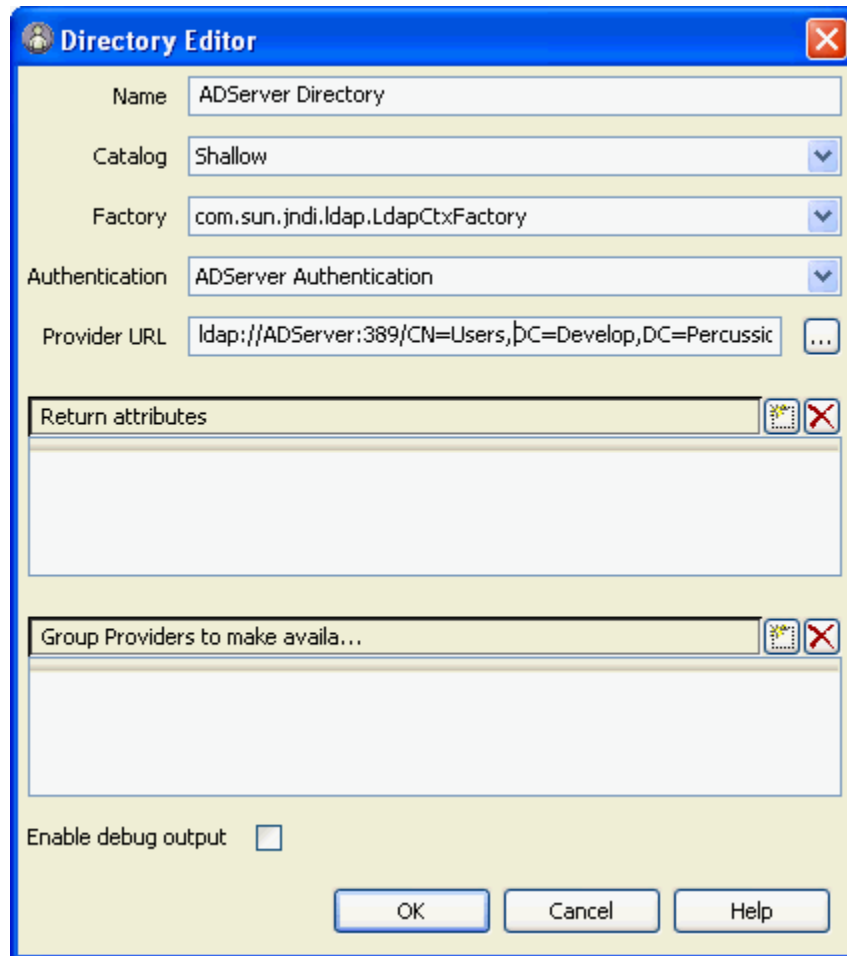 Directory Editor
Name ADServer Directory
Catalog Shallow
Factory com.sun.jndi.ldap.LdapCtxFactory
Authentication ADServer Authentication
Provider URL ldap://ADServer:389/CN=Users,DC=Develop,DC=Percussic ...
Return attributes
Group Providers to make availa...
Enable debug output
OK Cancel Help